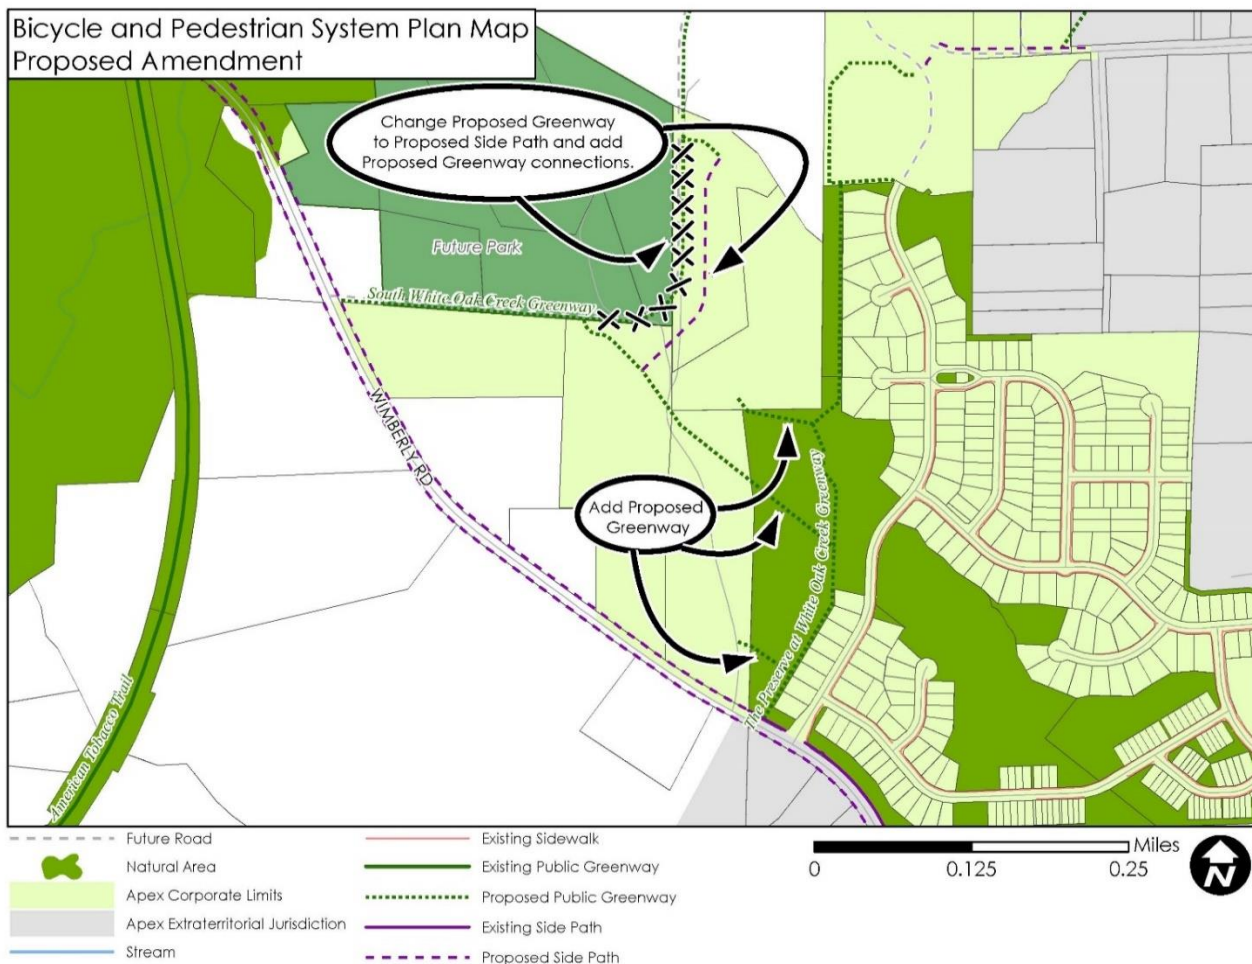 Bicycle and Pedestrian System Plan Map
Proposed Amendment
Change Proposed Greenway
to Proposed Side Path and add
Proposed Greenway connections.
Future Park
South White Oak Creek Greenway
WIMBERLY RD
Add Proposed
Greenway
The Preserve at White Oak Creek Greenway
American Tobacco Trail
Future Road
Natural Area
Apex Corporate Limits
Apex Extraterritorial Jurisdiction
Stream
Existing Sidewalk
Existing Public Greenway
Proposed Public Greenway
Existing Side Path
Proposed Side Path
Miles
0 0.125 0.25
N